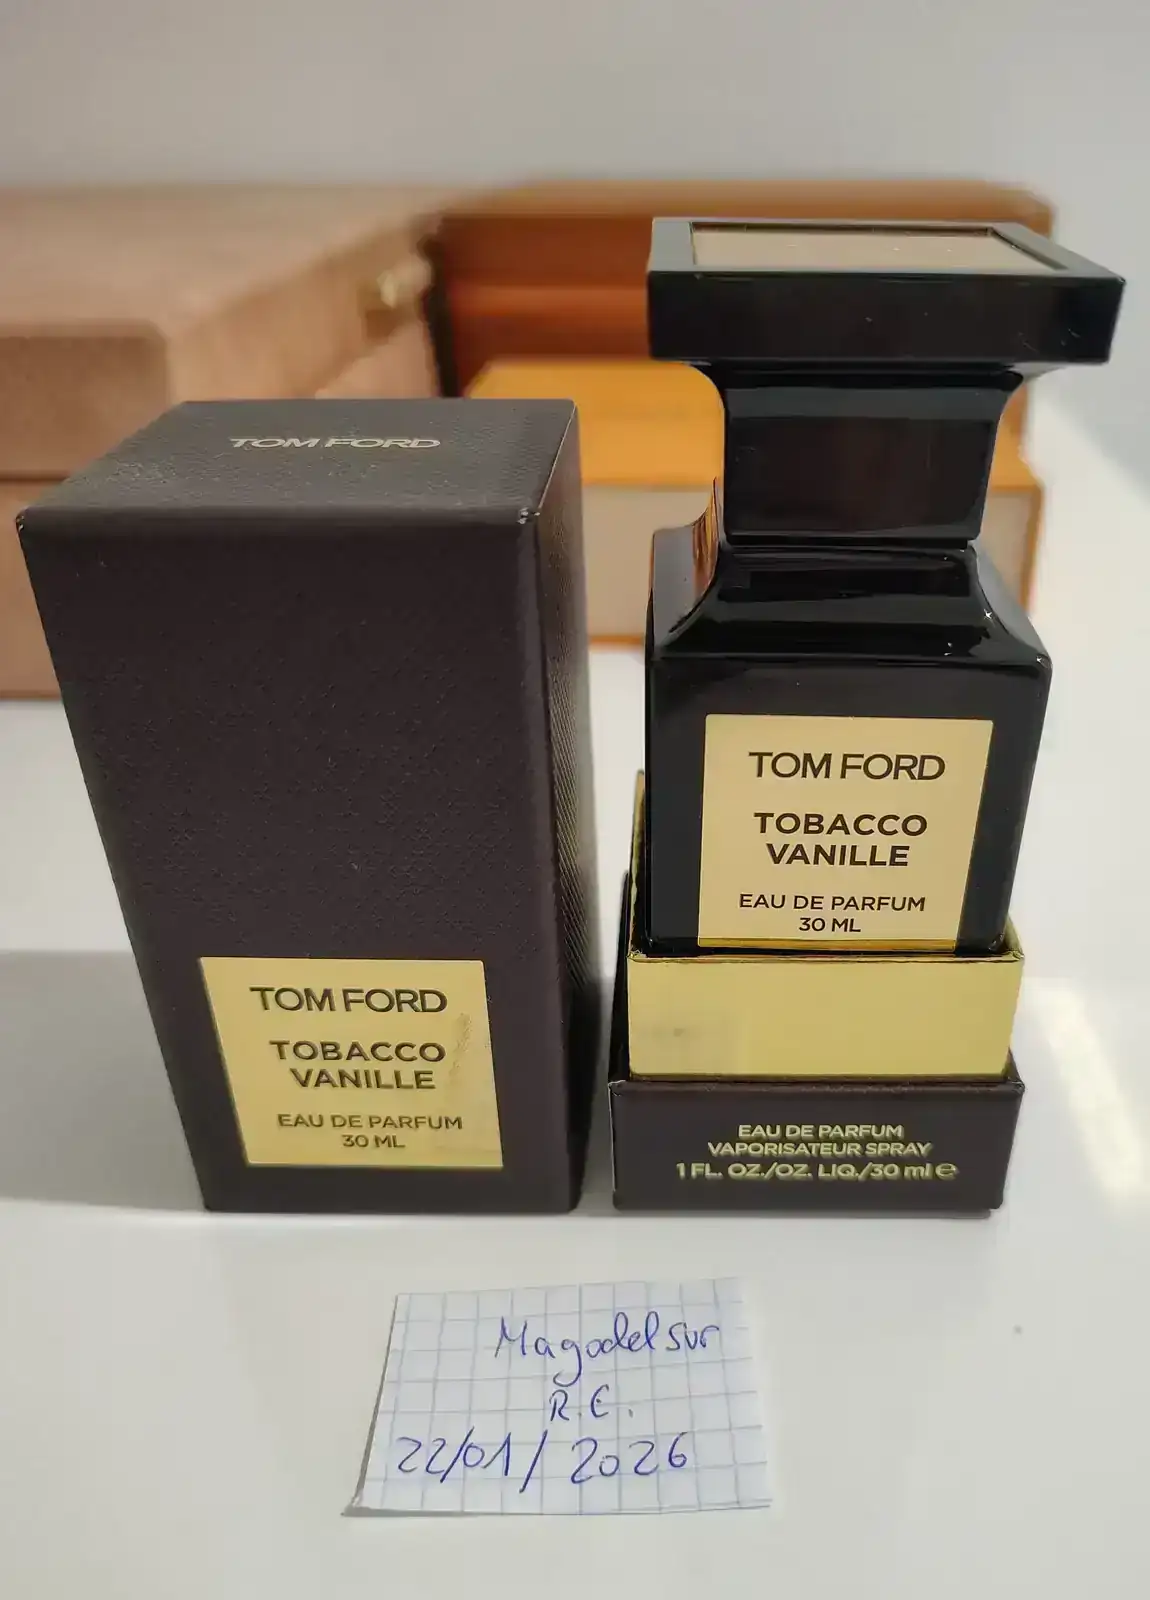 TOM FORD
TOM FORD
TOBACCO
VANILLE
EAU DE PARFUM
30 ML
TOM FORD
TOBACCO
VANILLE
EAU DE PARFUM
30 ML
EAU DE PARFUM
VAPORISATEUR SPRAY
1 FL. OZ./OZ. LIQ./30 ml ℮
Magodelsur
R.E.
22/01/2026